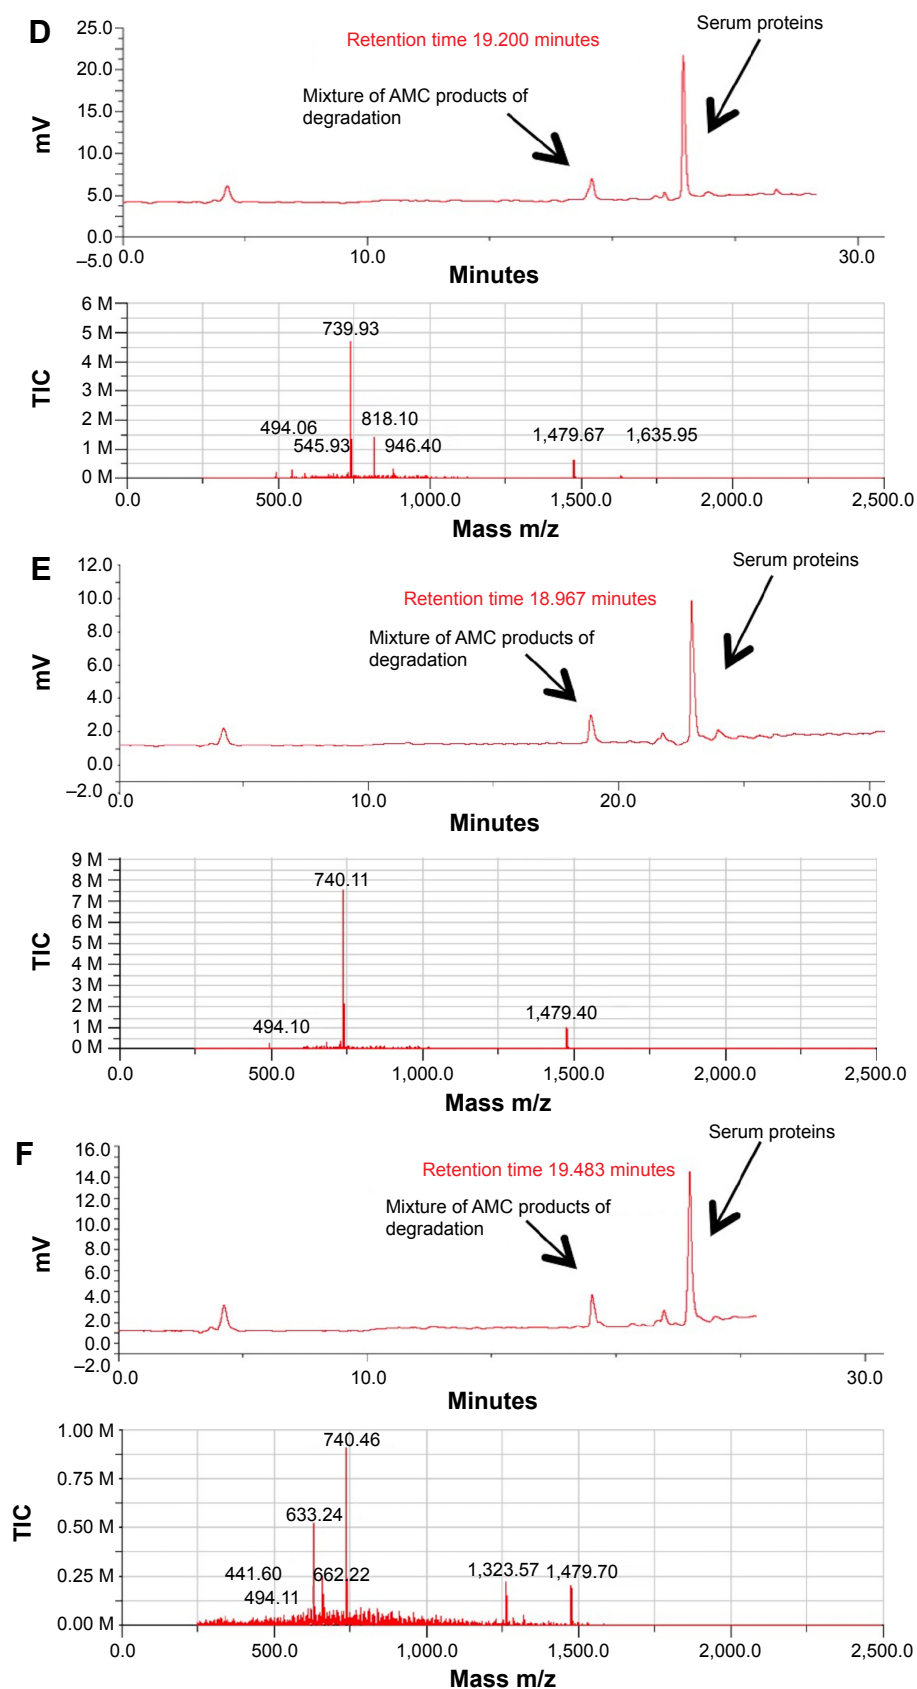 D
25.0
20.0
15.0
10.0
5.0
0.0
–5.0
mV
Retention time 19.200 minutes
Serum proteins
Mixture of AMC products of
degradation
0.0
10.0
30.0
Minutes
6 M
5 M
4 M
3 M
2 M
1 M
0 M
TIC
739.93
494.06
818.10
545.93
946.40
1,479.67
1,635.95
0.0
500.0
1,000.0
1,500.0
2,000.0
2,500.0
Mass m/z
E
12.0
10.0
8.0
6.0
4.0
2.0
0.0
–2.0
mV
Serum proteins
Retention time 18.967 minutes
Mixture of AMC products of
degradation
0.0
10.0
20.0
30.0
Minutes
9 M
8 M
7 M
6 M
5 M
4 M
3 M
2 M
1 M
0 M
TIC
740.11
494.10
1,479.40
0.0
500.0
1,000.0
1,500.0
2,000.0
2,500.0
Mass m/z
F
16.0
14.0
12.0
10.0
8.0
6.0
4.0
2.0
0.0
–2.0
mV
Serum proteins
Retention time 19.483 minutes
Mixture of AMC products of
degradation
0.0
10.0
30.0
Minutes
1.00 M
0.75 M
0.50 M
0.25 M
0.00 M
TIC
740.46
633.24
441.60
662.22
494.11
1,323.57
1,479.70
0.0
500.0
1,000.0
1,500.0
2,000.0
2,500.0
Mass m/z